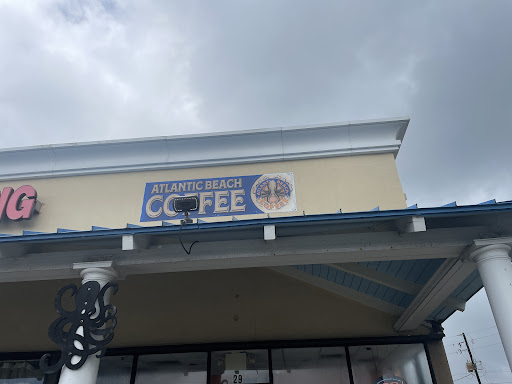 NG
ATLANTIC BEACH
COFFEE
29